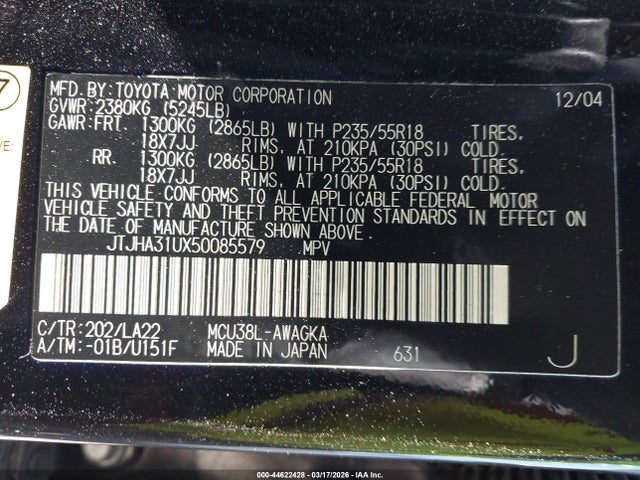 7
E:
MFD. BY: TOYOTA MOTOR CORPORATION 12/04
GVWR: 2380KG (5245LB)
GAWR: FRT. 1300KG (2865LB) WITH P235/55R18 TIRES,
18X7JJ RIMS, AT 210KPA (30PSI) COLD.
RR. 1300KG (2865LB) WITH P235/55R18 TIRES,
18X7JJ RIMS, AT 210KPA (30PSI) COLD.
THIS VEHICLE CONFORMS TO ALL APPLICABLE FEDERAL MOTOR
VEHICLE SAFETY AND THEFT PREVENTION STANDARDS IN EFFECT ON
THE DATE OF MANUFACTURE SHOWN ABOVE.
JTJHA31UX50085579 MPV
C/TR: 202/LA22 MCU38L-AWAGKA
A/TM: -01B/U151F MADE IN JAPAN 631 J
000-44622428 - 03/17/2026 - IAA Inc.